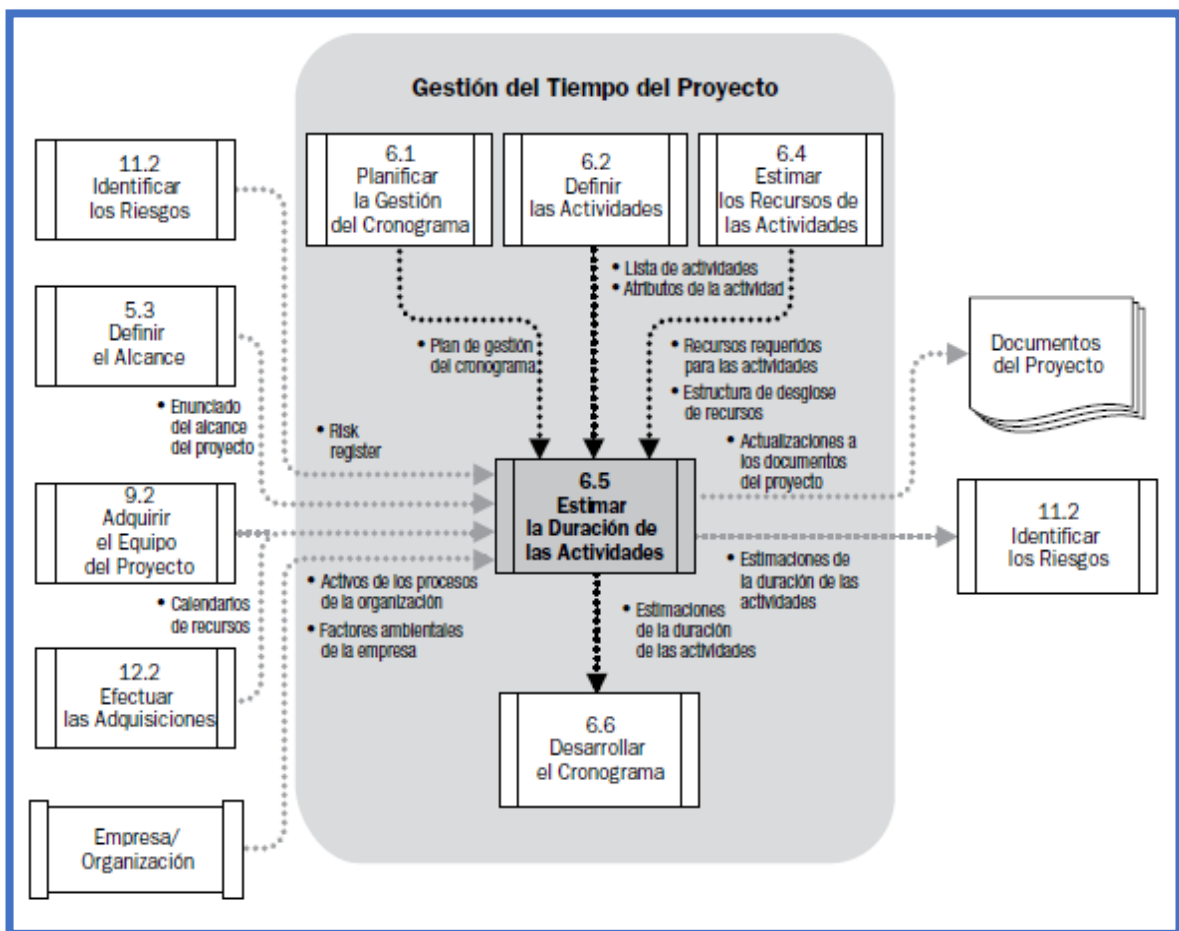 Gestión del Tiempo del Proyecto
11.2
Identificar
los Riesgos
6.1
Planificar
la Gestión
del Cronograma
6.2
Definir
las Actividades
6.4
Estimar
los Recursos de
las Actividades
• Lista de actividades
• Atributos de la actividad
5.3
Definir
el Alcance
• Plan de gestión
del cronograma
• Recursos requeridos
para las actividades
• Estructura de desglose
de recursos
Documentos
del Proyecto
• Enunciado
del alcance
del proyecto
• Risk
register
• Actualizaciones a
los documentos
del proyecto
9.2
Adquirir
el Equipo
del Proyecto
6.5
Estimar
la Duración de
las Actividades
11.2
Identificar
los Riesgos
• Calendarios
de recursos
• Activos de los procesos
de la organización
• Factores ambientales
de la empresa
• Estimaciones
de la duración
de las actividades
• Estimaciones de
la duración de las
actividades
12.2
Efectuar
las Adquisiciones
6.6
Desarrollar
el Cronograma
Empresa/
Organización